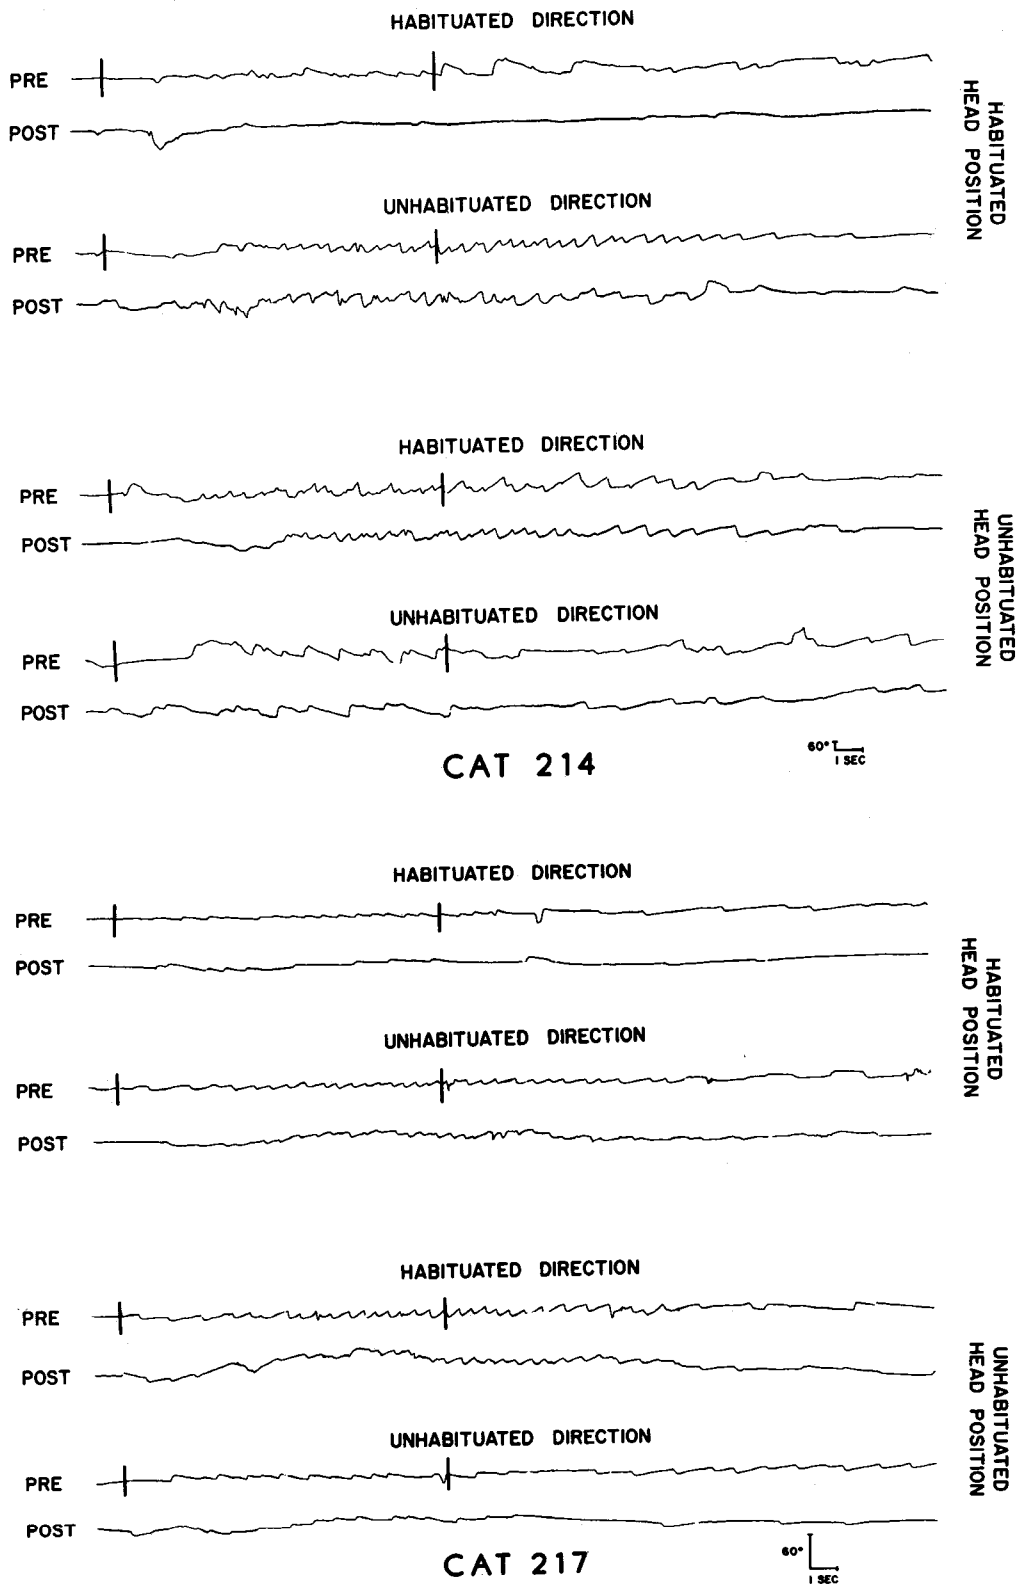 HABITUATED DIRECTION
PRE
POST
UNHABITUATED DIRECTION
PRE
POST
HABITUATED
HEAD POSITION
HABITUATED DIRECTION
PRE
POST
UNHABITUATED DIRECTION
PRE
POST
UNHABITUATED
HEAD POSITION
60°
1 SEC
CAT 214
HABITUATED DIRECTION
PRE
POST
UNHABITUATED DIRECTION
PRE
POST
HABITUATED
HEAD POSITION
HABITUATED DIRECTION
PRE
POST
UNHABITUATED DIRECTION
PRE
POST
UNHABITUATED
HEAD POSITION
60°
1 SEC
CAT 217